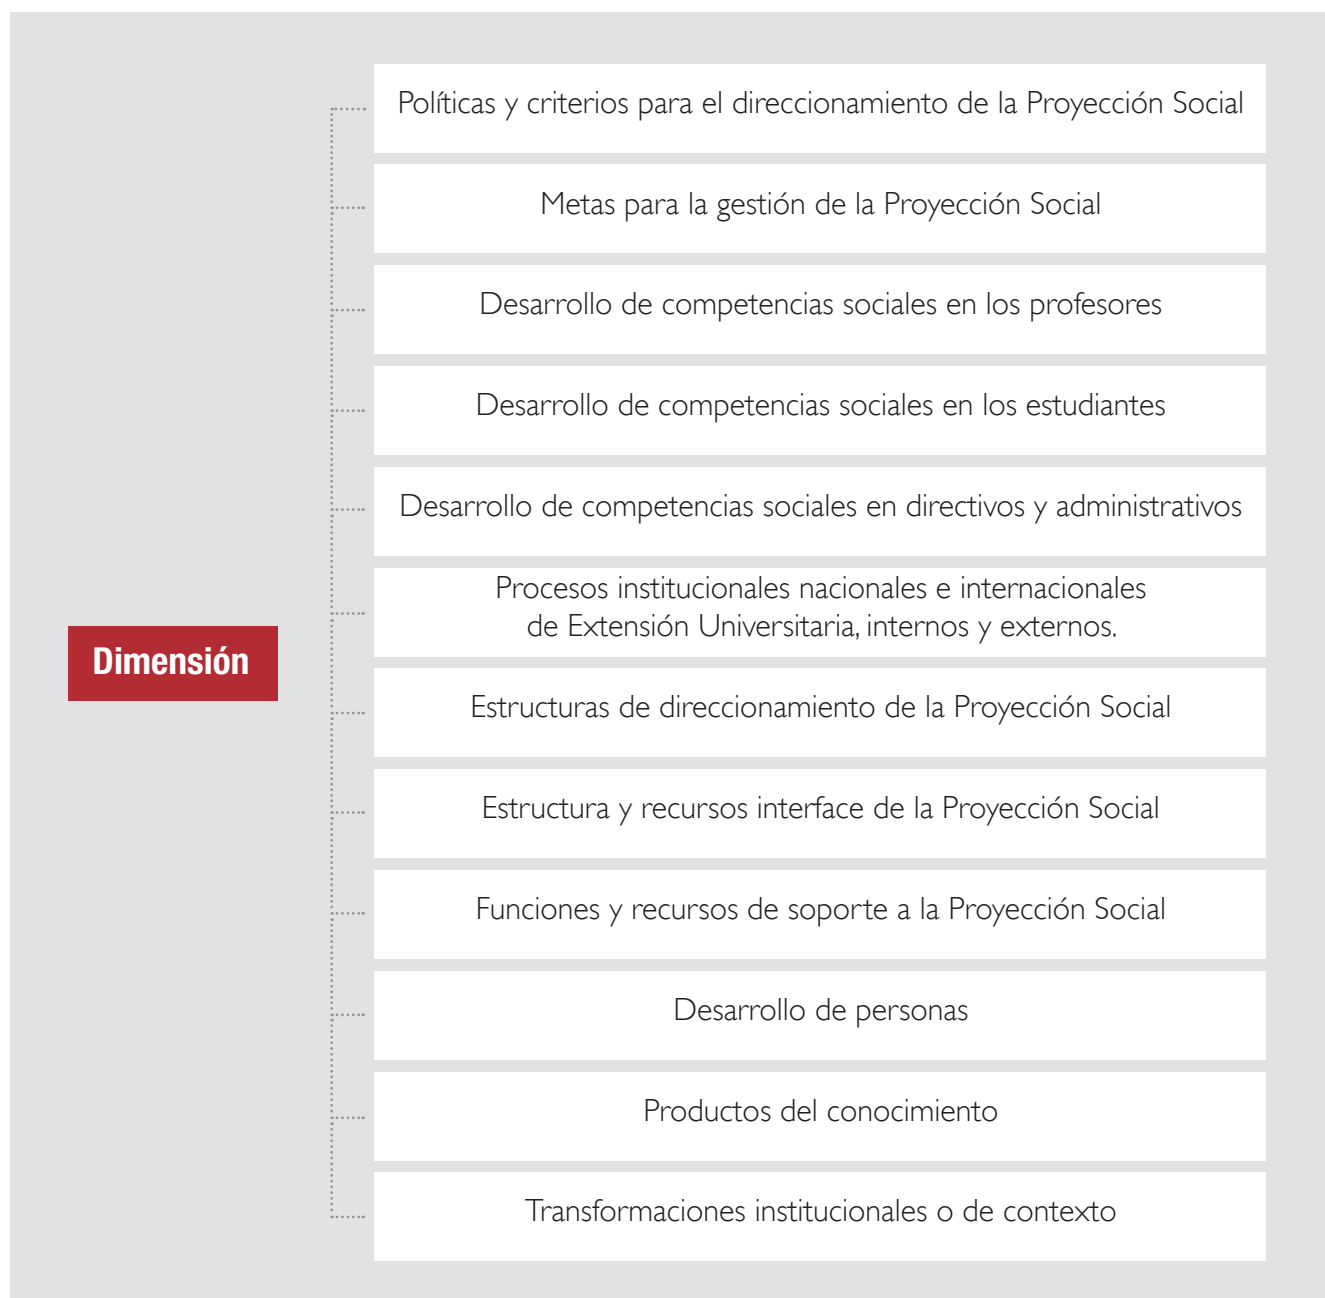 Políticas y criterios para el direccionamiento de la Proyección Social
Metas para la gestión de la Proyección Social
Desarrollo de competencias sociales en los profesores
Desarrollo de competencias sociales en los estudiantes
Desarrollo de competencias sociales en directivos y administrativos
Procesos institucionales nacionales e internacionales
de Extensión Universitaria, internos y externos.
Dimensión
Estructuras de direccionamiento de la Proyección Social
Estructura y recursos interface de la Proyección Social
Funciones y recursos de soporte a la Proyección Social
Desarrollo de personas
Productos del conocimiento
Transformaciones institucionales o de contexto